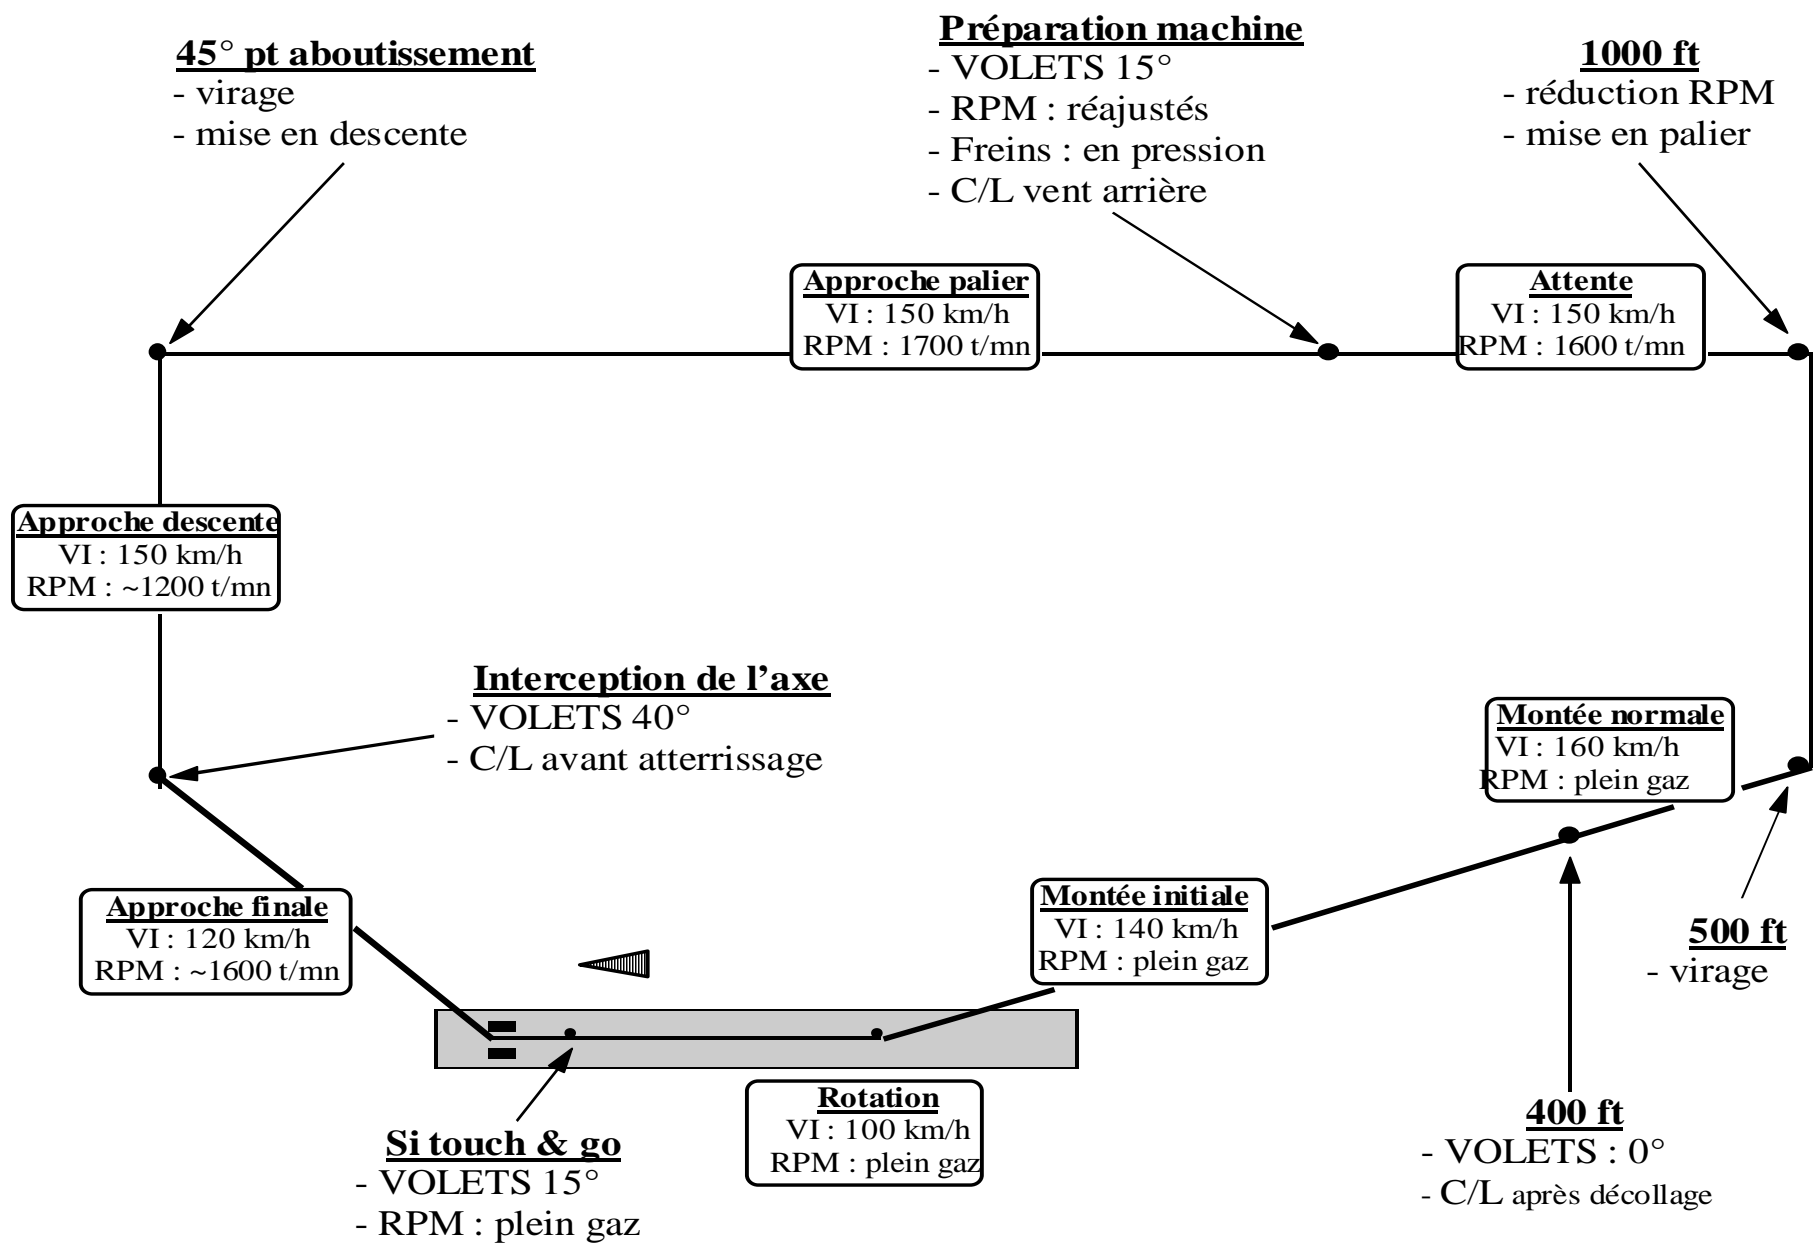 45° pt aboutissement
- virage
- mise en descente
Préparation machine
- VOLETS 15°
- RPM : réajustés
- Freins : en pression
- C/L vent arrière
1000 ft
- réduction RPM
- mise en palier
Approche palier
VI : 150 km/h
RPM : 1700 t/mn
Attente
VI : 150 km/h
RPM : 1600 t/mn
Approche descente
VI : 150 km/h
RPM : ~1200 t/mn
Interception de l’axe
- VOLETS 40°
- C/L avant atterrissage
Montée normale
VI : 160 km/h
RPM : plein gaz
Approche finale
VI : 120 km/h
RPM : ~1600 t/mn
Montée initiale
VI : 140 km/h
RPM : plein gaz
500 ft
- virage
Rotation
VI : 100 km/h
RPM : plein gaz
Si touch & go
- VOLETS 15°
- RPM : plein gaz
400 ft
- VOLETS : 0°
- C/L après décollage